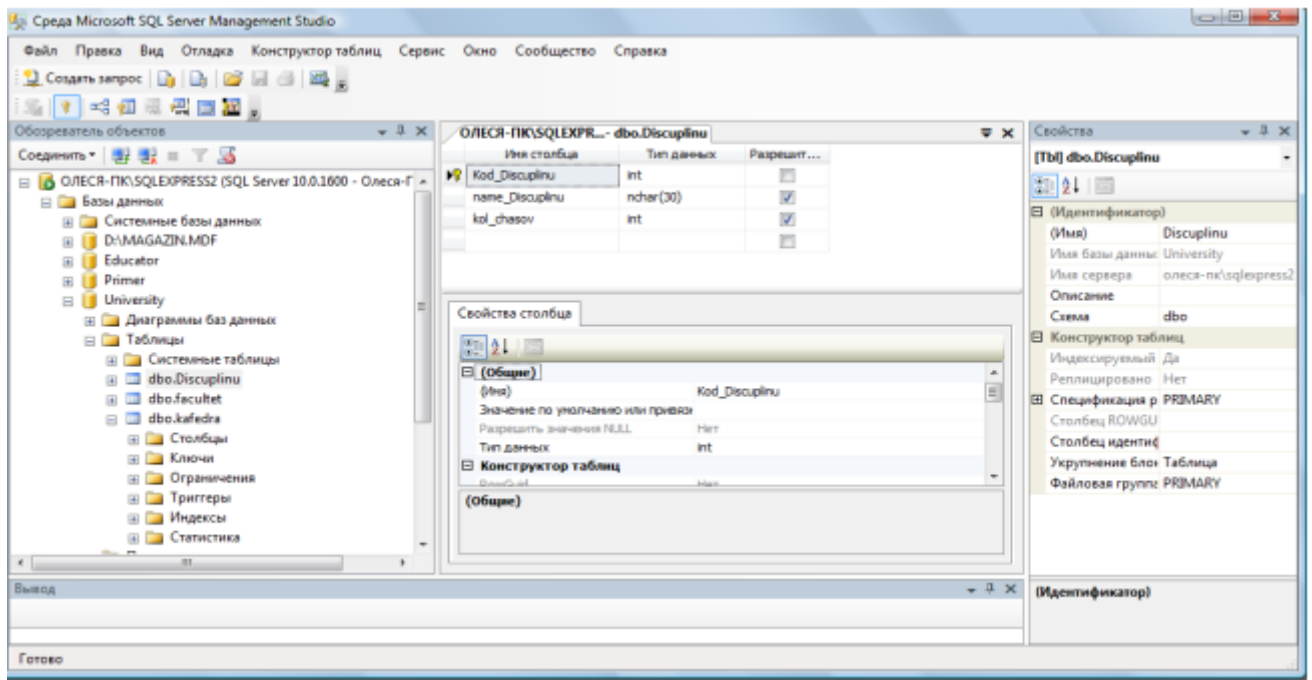 Среда Microsoft SQL Server Management Studio
Файл Правка Вид Отладка Конструктор таблиц Сервис Окно Сообщество Справка
Создать запрос
Обозреватель объектов
Соединить
ОЛЕСЯ-ПК\SQLEXPRESS2 (SQL Server 10.0.1600 - Олеся-Г
Базы данных
Системные базы данных
D:\MAGAZIN.MDF
Educator
Primer
University
Диаграммы баз данных
Таблицы
Системные таблицы
dbo.Discuplinu
dbo.facultet
dbo.kafedra
Столбцы
Ключи
Ограничения
Триггеры
Индексы
Статистика
ОЛЕСЯ-ПК\SQLEXPR...- dbo.Discuplinu
Имя столбца Тип данных Разрешит...
Kod_Discuplinu int
name_Discuplinu nchar(30)
kol_chasov int
Свойства столбца
(Общие)
(Имя) Kod_Discuplinu
Значение по умолчанию или привязк
Разрешить значения NULL Нет
Тип данных int
Конструктор таблиц
RowGuid Нет
(Общие)
Свойства
[Tbl] dbo.Discuplinu
(Идентификатор)
(Имя) Discuplinu
Имя базы данных University
Имя сервера олеся-пк\sqlexpress2
Описание
Схема dbo
Конструктор таблиц
Индексируемый Да
Реплицировано Нет
Спецификация р PRIMARY
Столбец ROWGU
Столбец идентиф
Укрупнение блок Таблица
Файловая группа PRIMARY
(Идентификатор)
Вывод
Готово